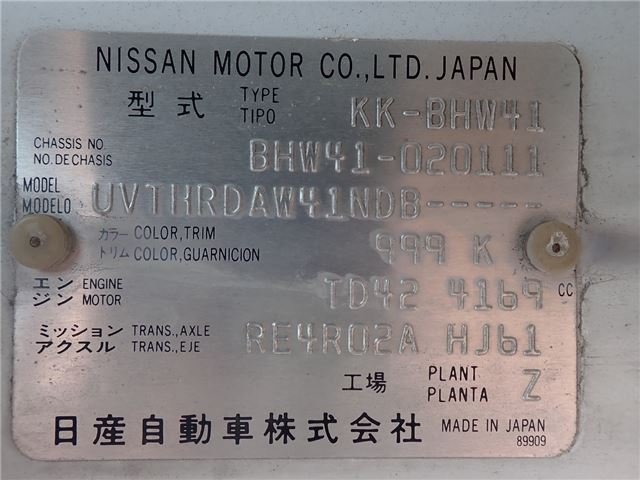 NISSAN MOTOR CO.,LTD. JAPAN
型式 TYPE TIPO KK-BHW41
CHASSIS NO. NO. DE CHASIS BHW41-020111
MODEL MODELO UVTHRDAW41NDB-----
カラー COLOR,TRIM
トリム COLOR,GUARNICION 999 K
エン ENGINE
ジン MOTOR TD42 4169 CC
ミッション TRANS.,AXLE
アクスル TRANS.,EJE RE4R02A HJ61
工場 PLANT PLANTA Z
日産自動車株式会社 MADE IN JAPAN
89909